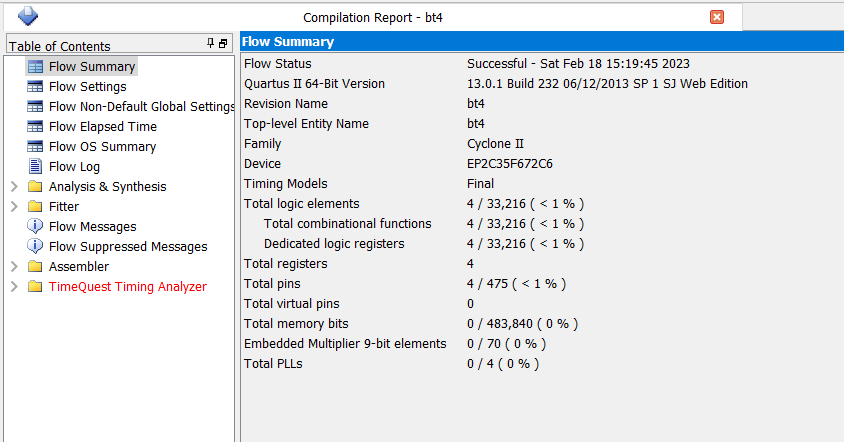 Compilation Report - bt4
Table of Contents
Flow Summary
Flow Settings
Flow Non-Default Global Settings
Flow Elapsed Time
Flow OS Summary
Flow Log
Analysis & Synthesis
Fitter
Flow Messages
Flow Suppressed Messages
Assembler
TimeQuest Timing Analyzer
Flow Summary
Flow Status Successful - Sat Feb 18 15:19:45 2023
Quartus II 64-Bit Version 13.0.1 Build 232 06/12/2013 SP 1 SJ Web Edition
Revision Name bt4
Top-level Entity Name bt4
Family Cyclone II
Device EP2C35F672C6
Timing Models Final
Total logic elements 4 / 33,216 ( < 1 % )
Total combinational functions 4 / 33,216 ( < 1 % )
Dedicated logic registers 4 / 33,216 ( < 1 % )
Total registers 4
Total pins 4 / 475 ( < 1 % )
Total virtual pins 0
Total memory bits 0 / 483,840 ( 0 % )
Embedded Multiplier 9-bit elements 0 / 70 ( 0 % )
Total PLLs 0 / 4 ( 0 % )